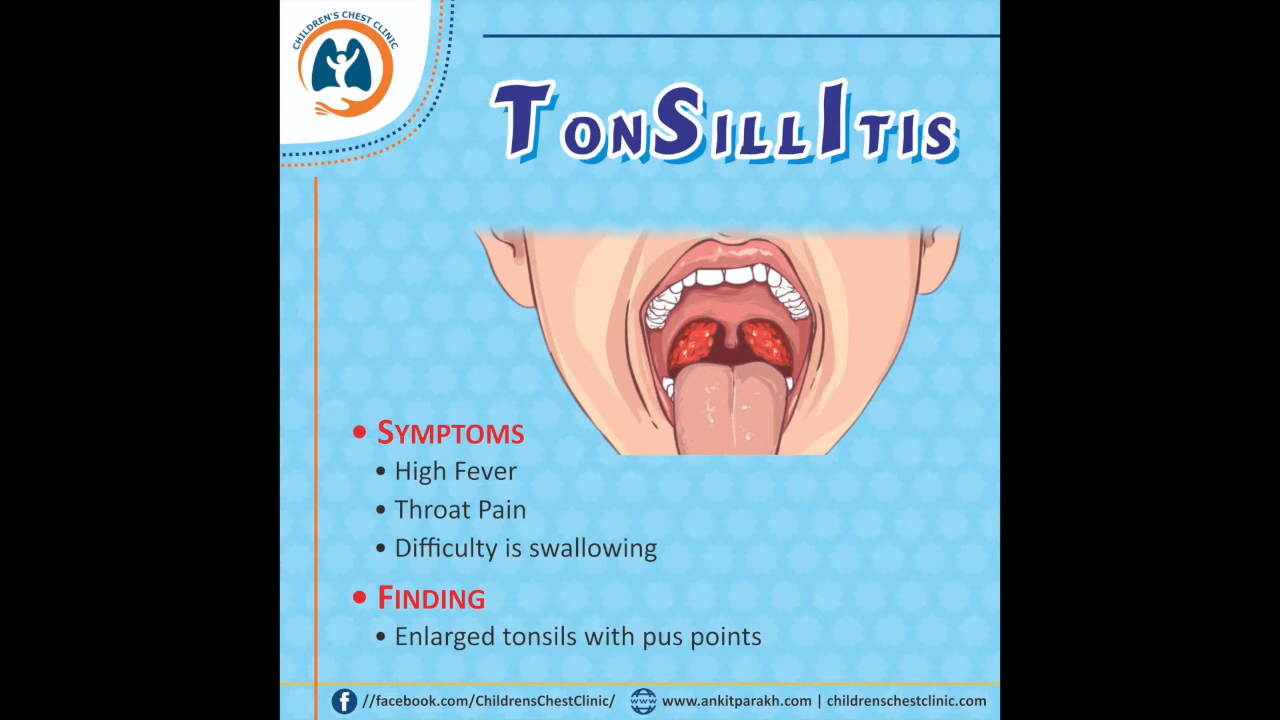 CHILDREN'S CHEST CLINIC
TonSillItis
• SYMPTOMS
• High Fever
• Throat Pain
• Difficulty is swallowing
• FINDING
• Enlarged tonsils with pus points
f //facebook.com/ChildrensChestClinic/ www www.ankitparakh.com | childrenschestclinic.com